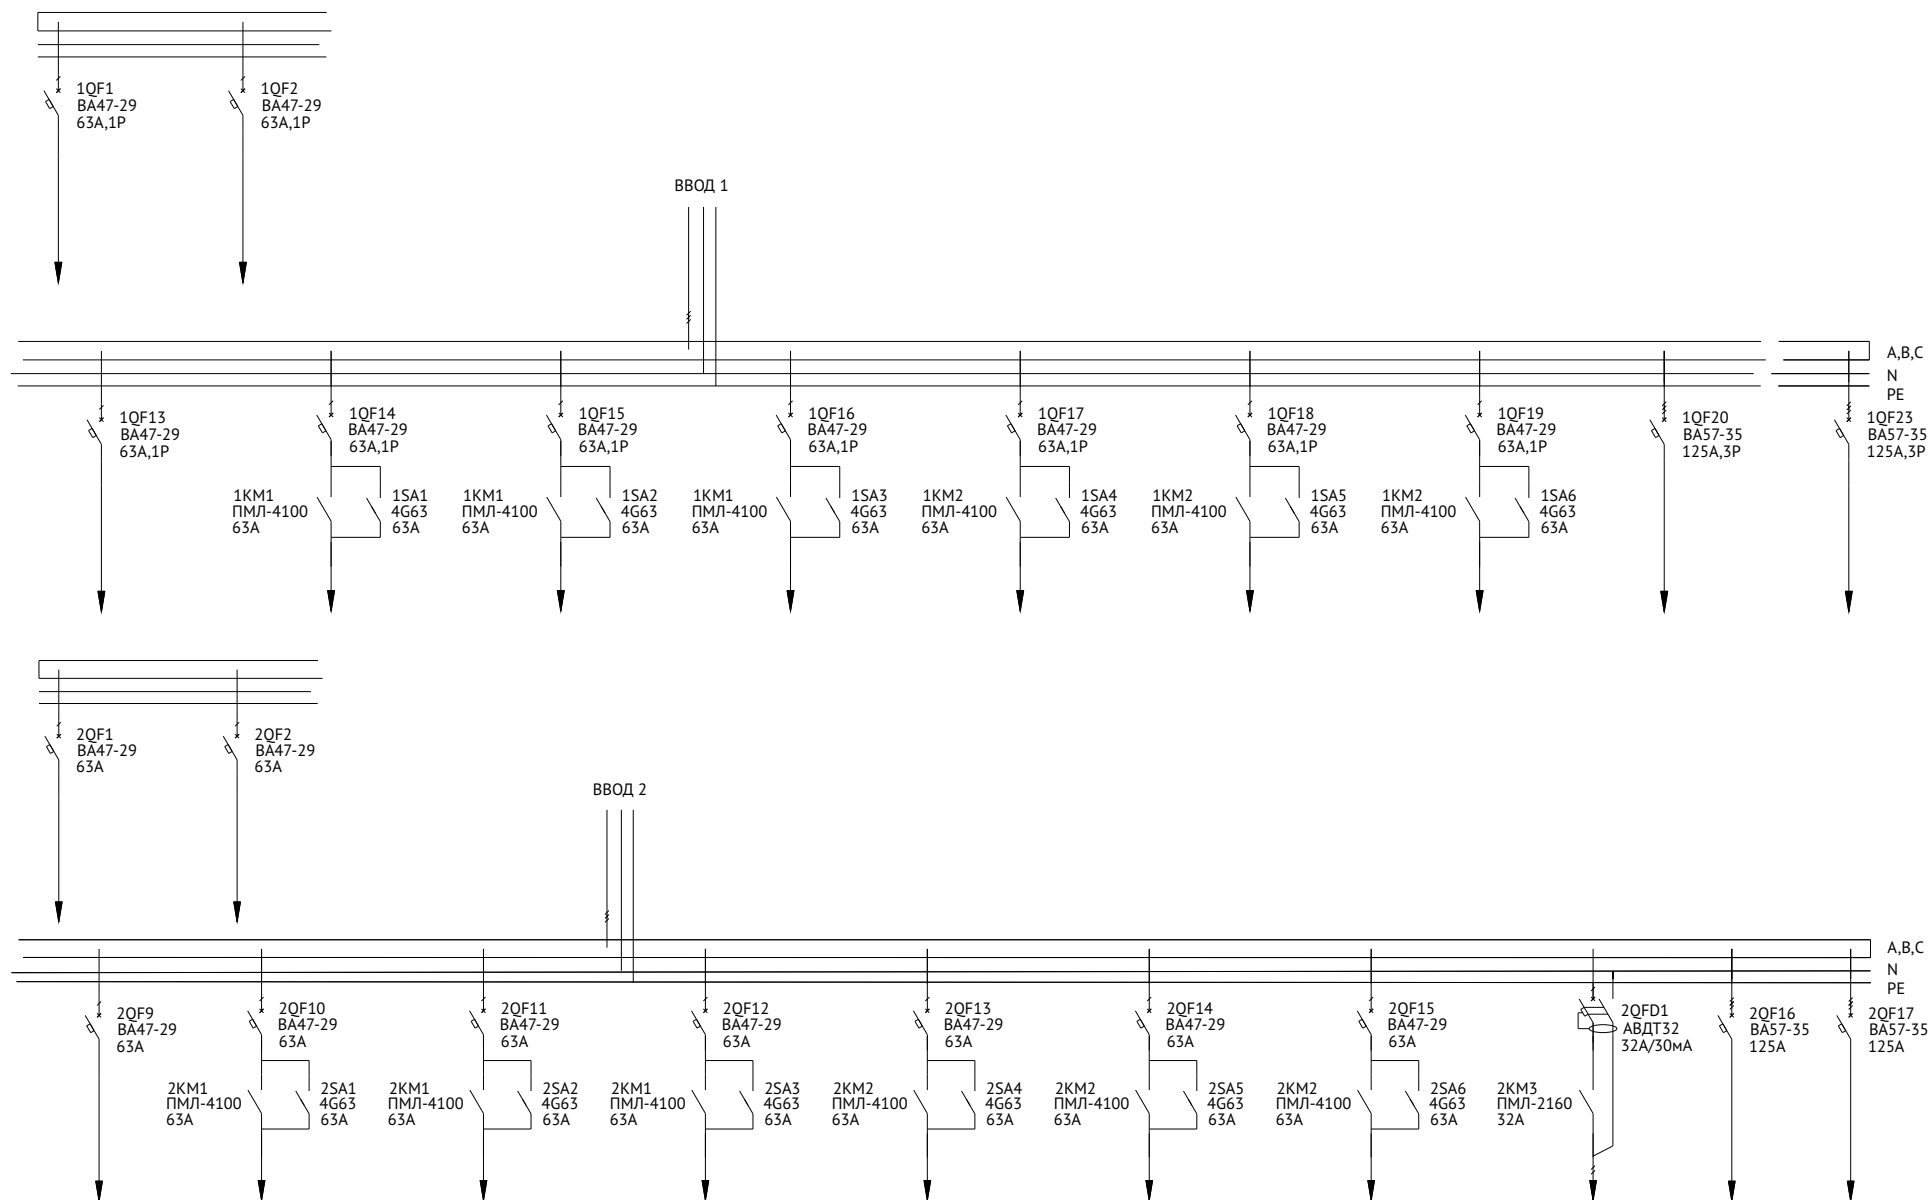 1QF1
ВА47-29
63А,1Р
1QF2
ВА47-29
63А,1Р
ВВОД 1
А,В,С
N
PE
1QF13
ВА47-29
63А,1Р
1QF14
ВА47-29
63А,1Р
1QF15
ВА47-29
63А,1Р
1QF16
ВА47-29
63А,1Р
1QF17
ВА47-29
63А,1Р
1QF18
ВА47-29
63А,1Р
1QF19
ВА47-29
63А,1Р
1QF20
ВА57-35
125А,3Р
1QF23
ВА57-35
125А,3Р
1КМ1
ПМЛ-4100
63А
1SA1
4G63
63А
1КМ1
ПМЛ-4100
63А
1SA2
4G63
63А
1КМ1
ПМЛ-4100
63А
1SA3
4G63
63А
1КМ2
ПМЛ-4100
63А
1SA4
4G63
63А
1КМ2
ПМЛ-4100
63А
1SA5
4G63
63А
1КМ2
ПМЛ-4100
63А
1SA6
4G63
63А
2QF1
ВА47-29
63А
2QF2
ВА47-29
63А
ВВОД 2
А,В,С
N
PE
2QF9
ВА47-29
63А
2QF10
ВА47-29
63А
2QF11
ВА47-29
63А
2QF12
ВА47-29
63А
2QF13
ВА47-29
63А
2QF14
ВА47-29
63А
2QF15
ВА47-29
63А
2QFD1
АВДТ32
32А/30мА
2QF16
ВА57-35
125А
2QF17
ВА57-35
125А
2КМ1
ПМЛ-4100
63А
2SA1
4G63
63А
2КМ1
ПМЛ-4100
63А
2SA2
4G63
63А
2КМ1
ПМЛ-4100
63А
2SA3
4G63
63А
2КМ2
ПМЛ-4100
63А
2SA4
4G63
63А
2КМ2
ПМЛ-4100
63А
2SA5
4G63
63А
2КМ2
ПМЛ-4100
63А
2SA6
4G63
63А
2КМ3
ПМЛ-2160
32А